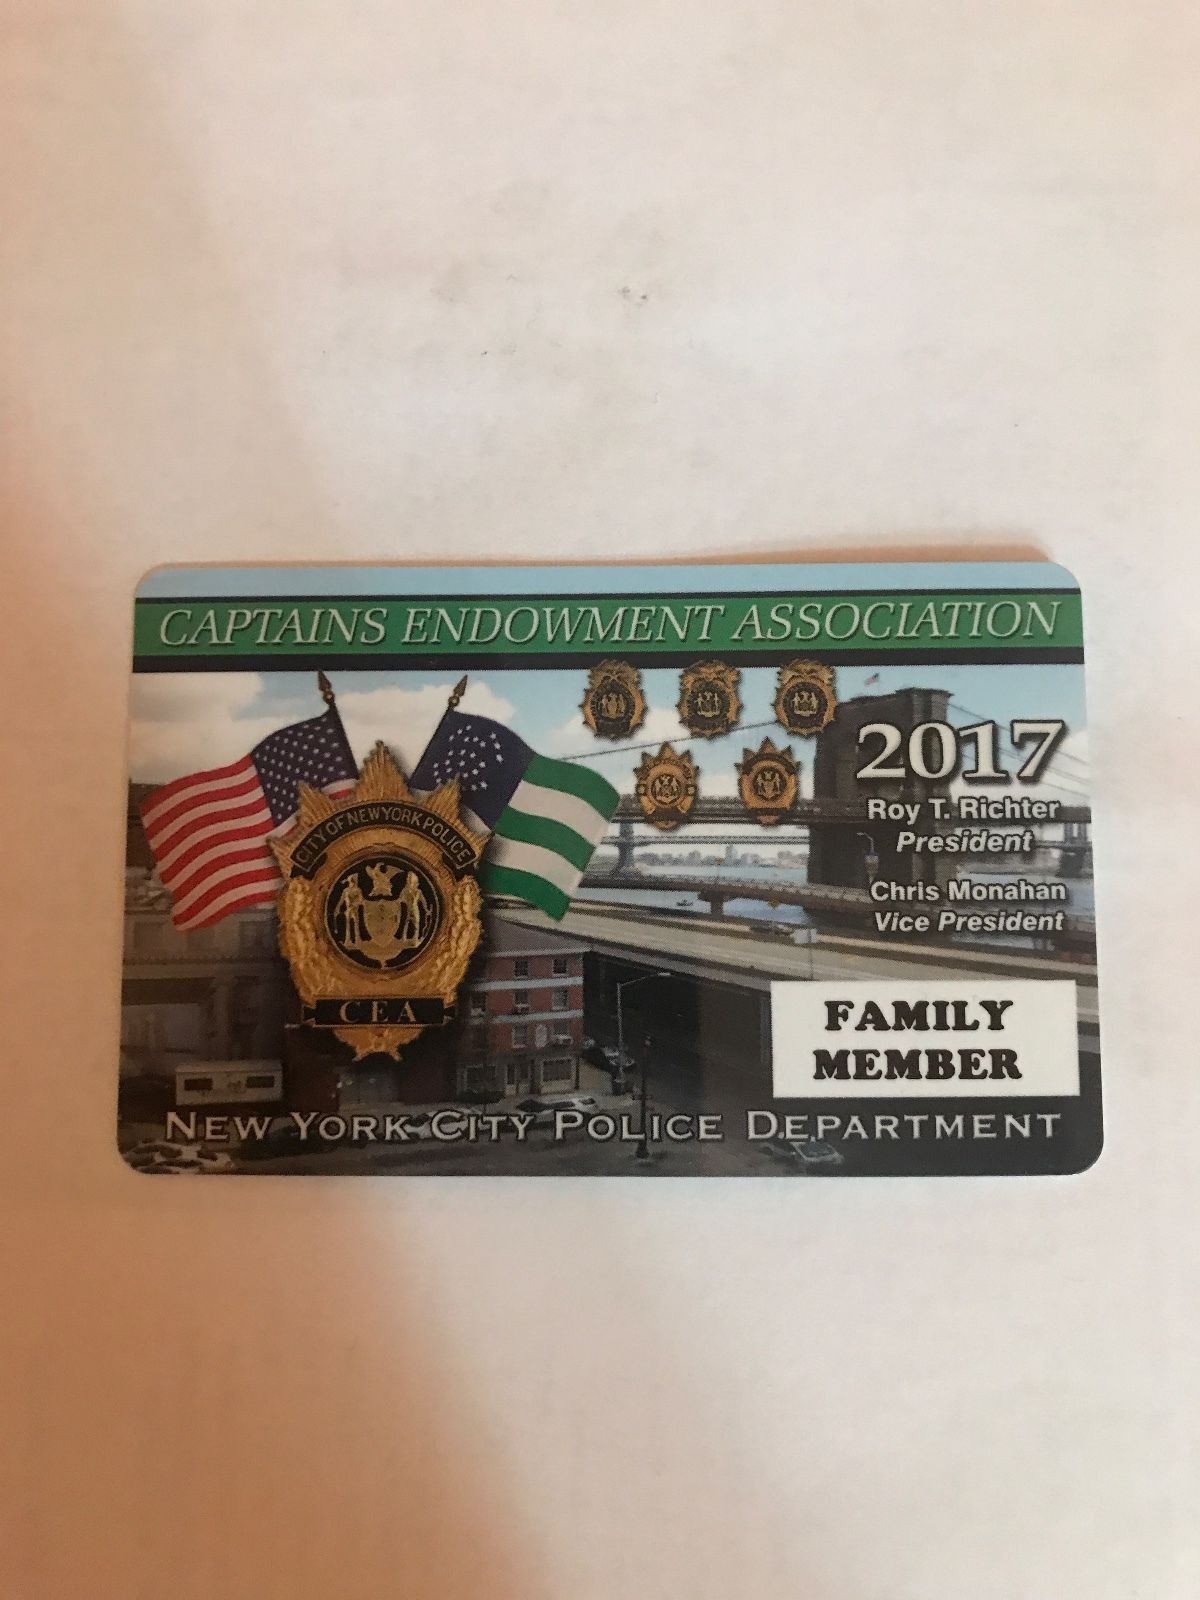 CAPTAINS ENDOWMENT ASSOCIATION
2017
Roy T. Richter
President
Chris Monahan
Vice President
CITY OF NEW YORK POLICE
CEA
FAMILY
MEMBER
NEW YORK CITY POLICE DEPARTMENT